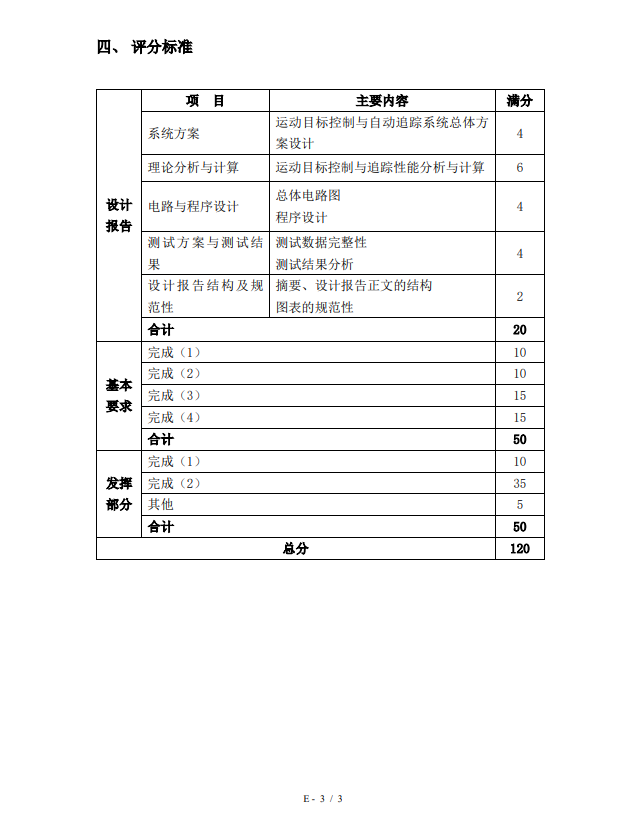 四、 评分标准
项 目 主要内容 满分
设计
报告
系统方案
运动目标控制与自动追踪系统总体方
案设计
4
理论分析与计算 运动目标控制与追踪性能分析与计算 6
电路与程序设计
总体电路图
程序设计
4
测试方案与测试结
果
测试数据完整性
测试结果分析
4
设计报告结构及规
范性
摘要、设计报告正文的结构
图表的规范性
2
合计 20
基本
要求
完成（1） 10
完成（2） 10
完成（3） 15
完成（4） 15
合计 50
发挥
部分
完成（1） 10
完成（2） 35
其他 5
合计 50
总分 120
E - 3 / 3